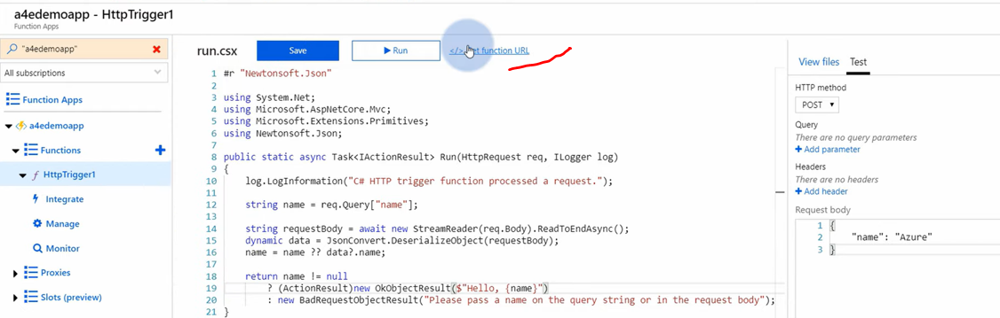 a4edemoapp - HttpTrigger1
Function Apps
"a4edemoapp"
All subscriptions
Function Apps
a4edemoapp
Functions
HttpTrigger1
Integrate
Manage
Monitor
Proxies
Slots (preview)
run.csx
Save
Run
</> function URL
1 #r "Newtonsoft.Json"
2
3 using System.Net;
4 using Microsoft.AspNetCore.Mvc;
5 using Microsoft.Extensions.Primitives;
6 using Newtonsoft.Json;
7
8 public static async Task<IActionResult> Run(HttpRequest req, ILogger log)
9 {
10 log.LogInformation("C# HTTP trigger function processed a request.");
11
12 string name = req.Query["name"];
13
14 string requestBody = await new StreamReader(req.Body).ReadToEndAsync();
15 dynamic data = JsonConvert.DeserializeObject(requestBody);
16 name = name ?? data?.name;
17
18 return name != null
19 ? (ActionResult)new OkObjectResult($"Hello, {name}")
20 : new BadRequestObjectResult("Please pass a name on the query string or in the request body");
21 }
View files
Test
HTTP method
POST
Query
There are no query parameters
+ Add parameter
Headers
There are no headers
+ Add header
Request body
1 {
2 "name": "Azure"
3 }